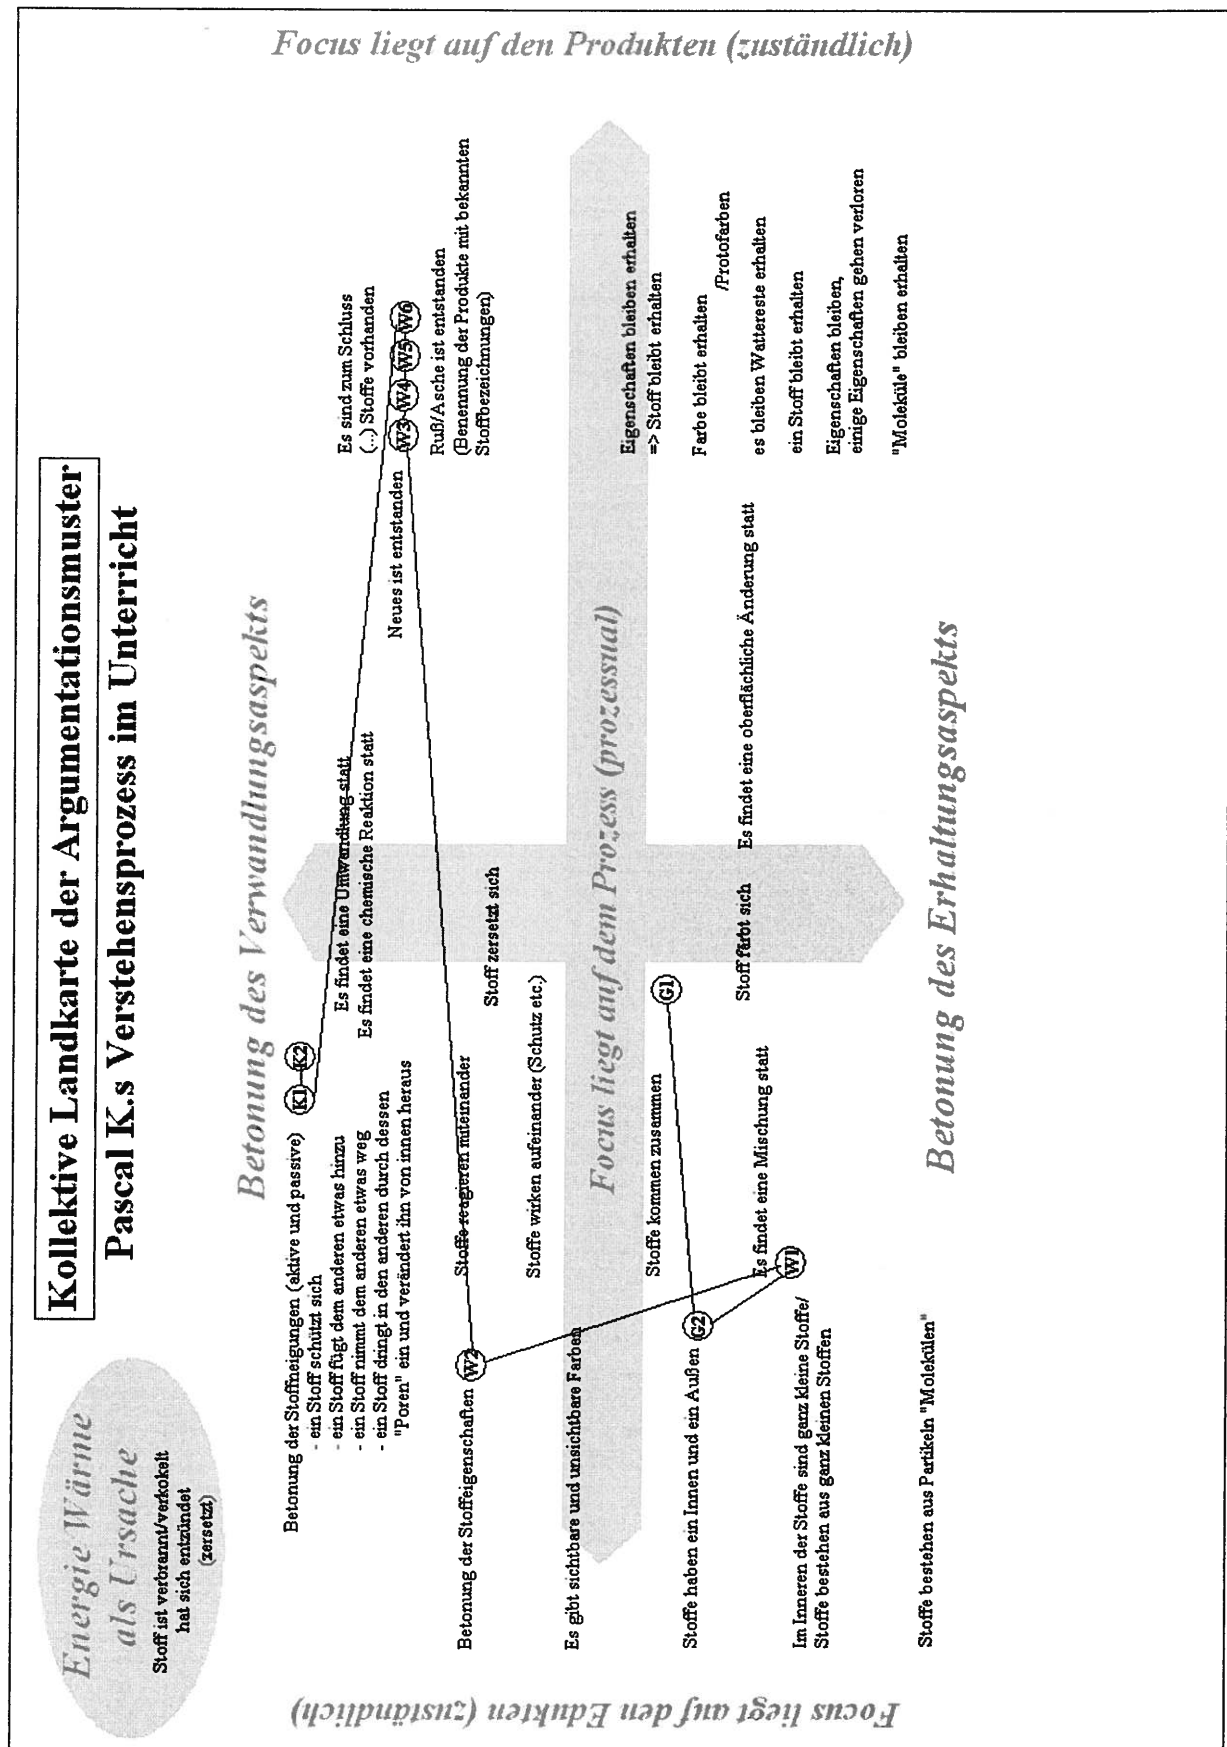 Kollektive Landkarte der Argumentationsmuster
Pascal K.s Verstehensprozess im Unterricht
Energie Wärme
als Ursache
Stoff ist verbrannt/verkokelt
hat sich entzündet
(zersetzt)
Betonung des Verwandlungsaspekts
Focus liegt auf den Edukten (zuständlich)
Focus liegt auf den Produkten (zuständlich)
Betonung der Stoffneigungen (aktive und passive)
- ein Stoff schützt sich
- ein Stoff fügt dem anderen etwas hinzu
- ein Stoff nimmt dem anderen etwas weg
- ein Stoff dringt in den anderen durch dessen
"Poren" ein und verändert ihn von innen heraus
K1
K2
Es findet eine Umwandlung statt
Es findet eine chemische Reaktion statt
Es sind zum Schluss
(...) Stoffe vorhanden
Neues ist entstanden
W3
W4
W5
W6
Ruß/Asche ist entstanden
(Benennung der Produkte mit bekannten
Stoffbezeichnungen)
Betonung der Stoffeigenschaften
W2
Stoffe reagieren miteinander
Stoff zersetzt sich
Stoffe wirken aufeinander (Schutz etc.)
Es gibt sichtbare und unsichtbare Farben
Focus liegt auf dem Prozess (prozessual)
Eigenschaften bleiben erhalten
=> Stoff bleibt erhalten
Stoffe kommen zusammen
G1
Stoffe haben ein Innen und ein Außen
G2
Farbe bleibt erhalten
/Protofarben
Stoff färbt sich
Es findet eine oberflächliche Änderung statt
es bleiben Wattereste erhalten
Es findet eine Mischung statt
W1
ein Stoff bleibt erhalten
Im Inneren der Stoffe sind ganz kleine Stoffe/
Stoffe bestehen aus ganz kleinen Stoffen
Eigenschaften bleiben,
einige Eigenschaften gehen verloren
"Moleküle" bleiben erhalten
Stoffe bestehen aus Partikeln "Molekülen"
Betonung des Erhaltungsaspekts